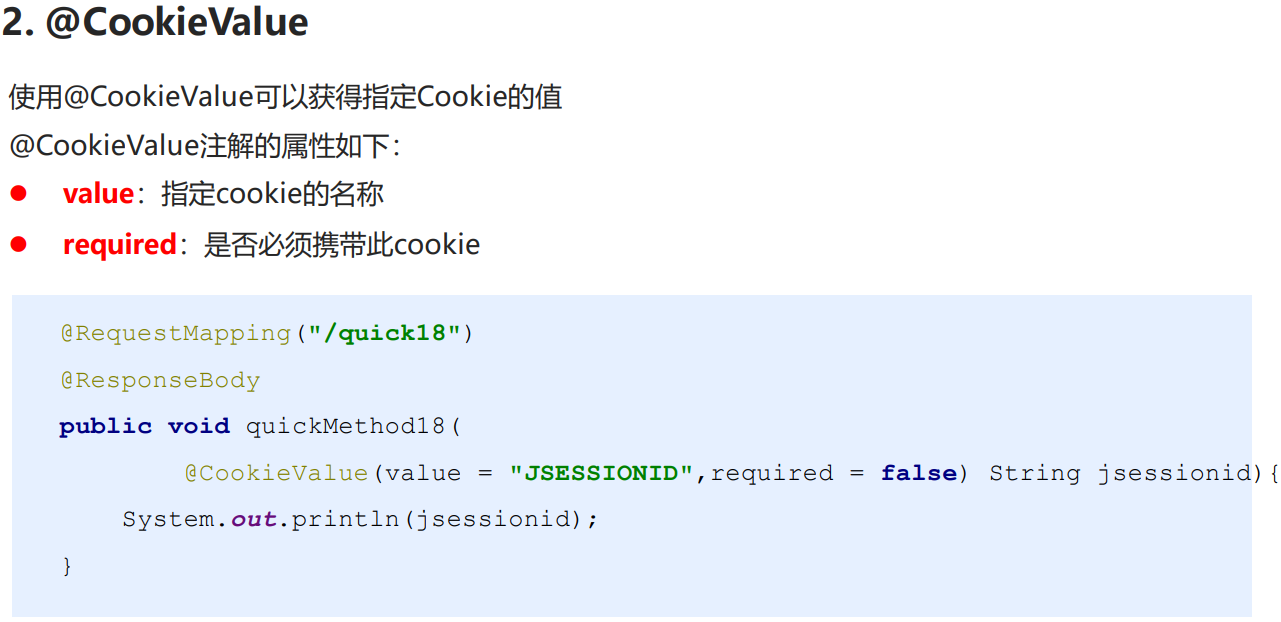 2. @CookieValue
使用@CookieValue可以获得指定Cookie的值
@CookieValue注解的属性如下：
● value：指定cookie的名称
● required：是否必须携带此cookie
@RequestMapping("/quick18")
@ResponseBody
public void quickMethod18(
@CookieValue(value = "JSESSIONID",required = false) String jsessionid){
System.out.println(jsessionid);
}